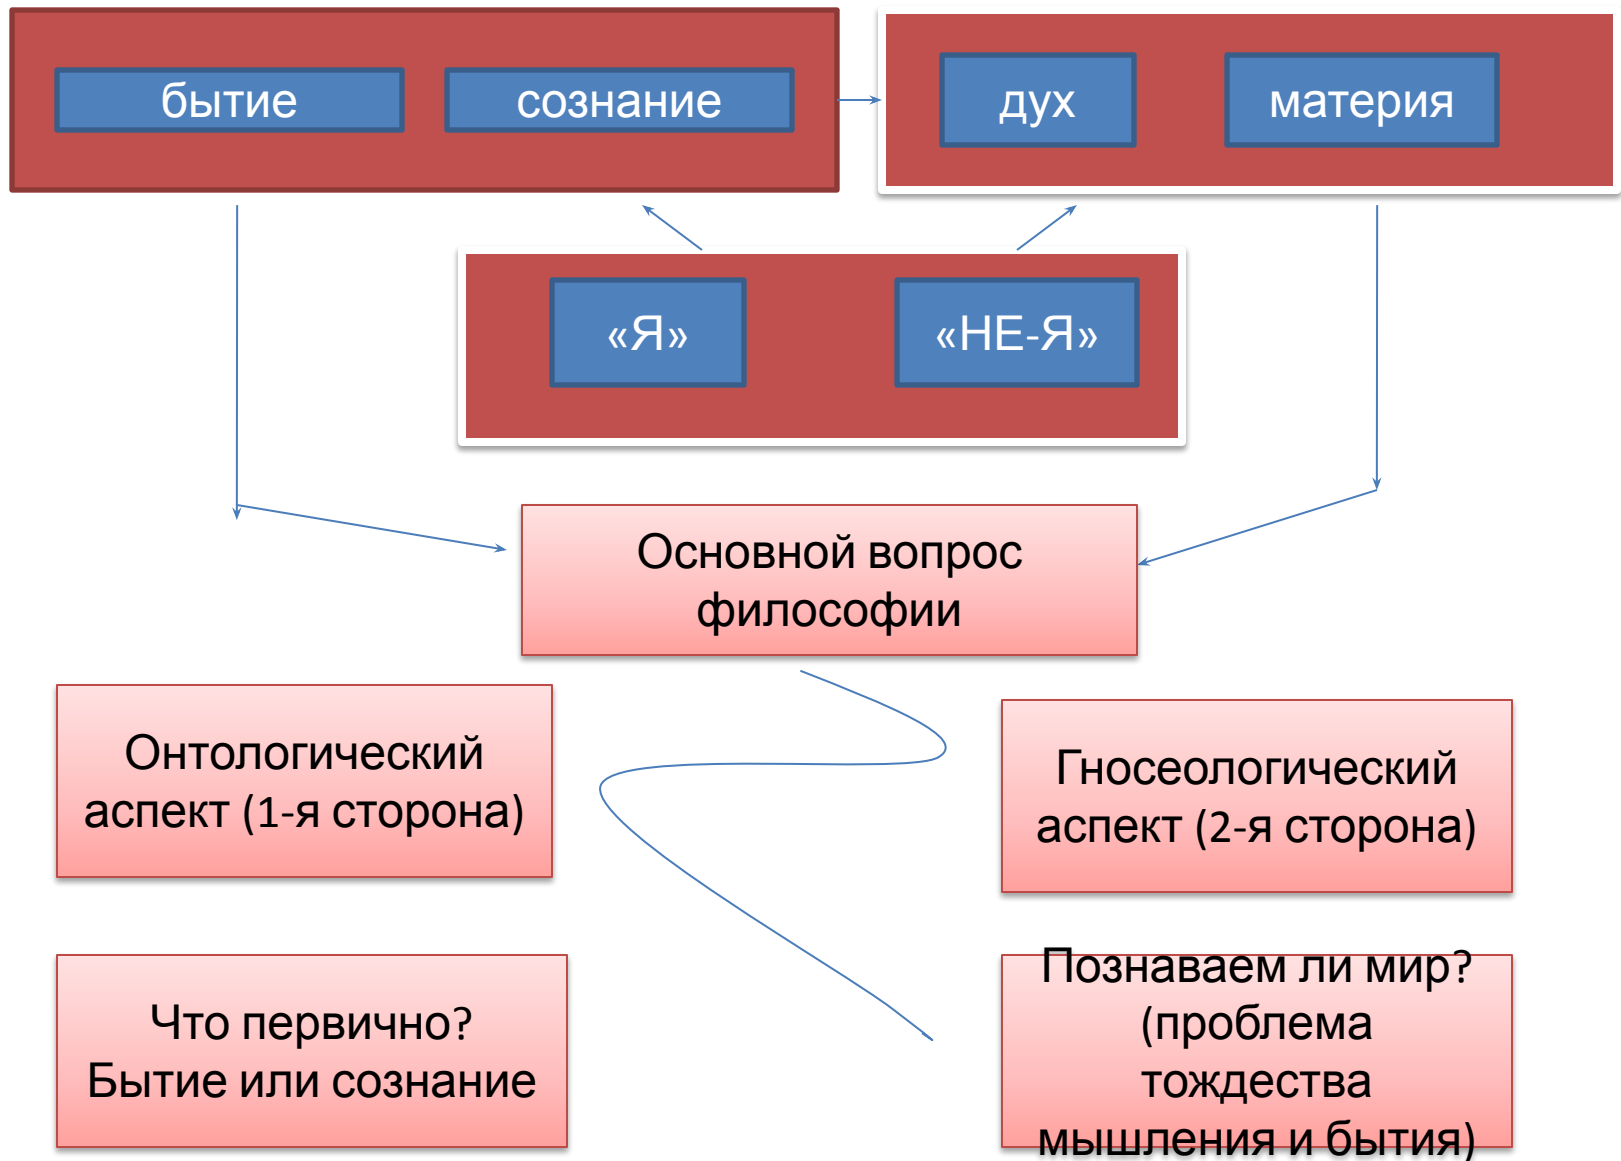 бытие
сознание
дух
материя
«Я»
«НЕ-Я»
Основной вопрос
философии
Онтологический
аспект (1-я сторона)
Гносеологический
аспект (2-я сторона)
Что первично?
Бытие или сознание
Познаваем ли мир?
(проблема
тождества
мышления и бытия)